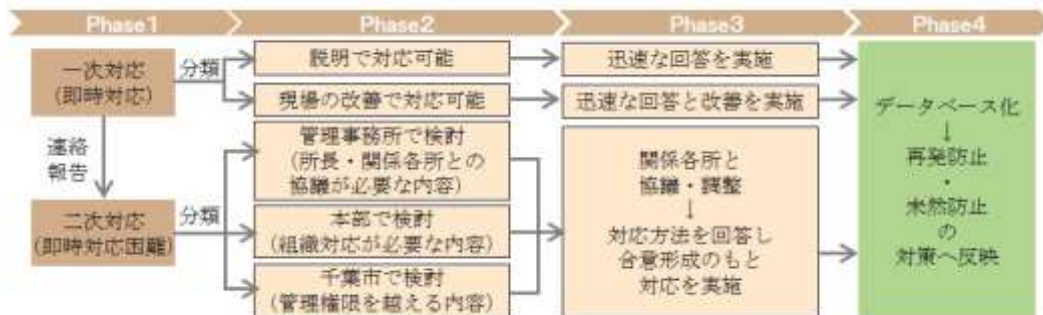 Phase1
Phase2
Phase3
Phase4
一次対応
(即時対応)
分類
連絡
報告
二次対応
(即時対応困難)
分類
説明で対応可能
現場の改善で対応可能
管理事務所で検討
(所長・関係各所との
協議が必要な内容)
本部で検討
(組織対応が必要な内容)
千葉市で検討
(管理権限を越える内容)
迅速な回答を実施
迅速な回答と改善を実施
関係各所と
協議・調整
↓
対応方法を回答し
合意形成のもと
対応を実施
データベース化
↓
再発防止
・
未然防止
の
対策へ反映